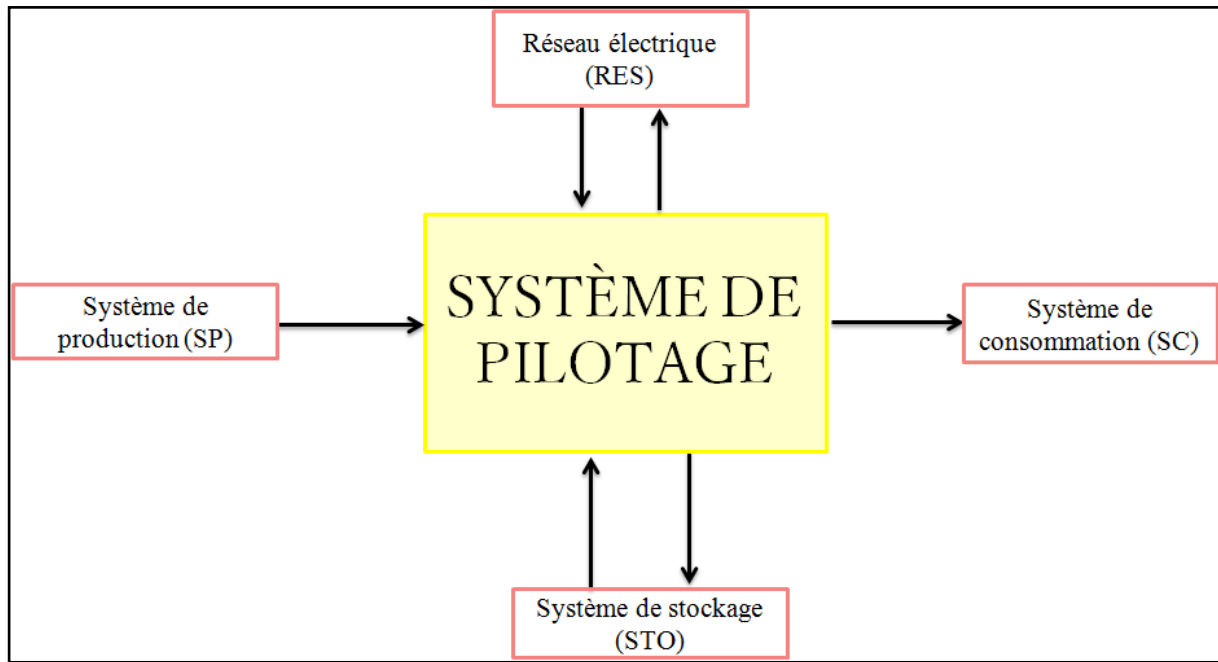 Réseau électrique
(RES)
Système de
production (SP)
SYSTÈME DE
PILOTAGE
Système de
consommation (SC)
Système de stockage
(STO)